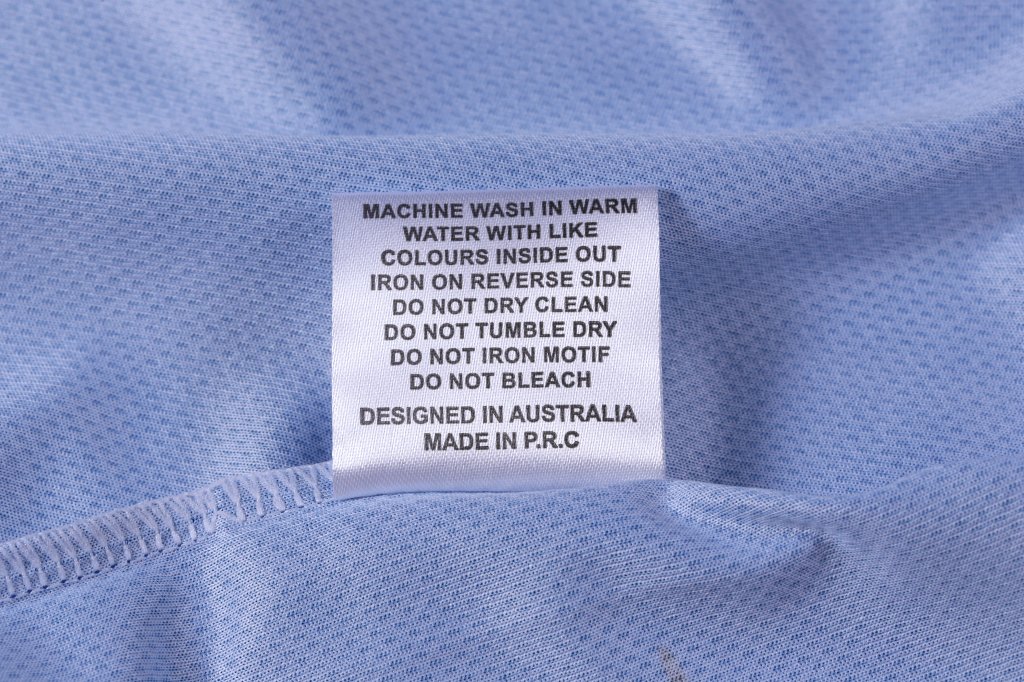 MACHINE WASH IN WARM
WATER WITH LIKE
COLOURS INSIDE OUT
IRON ON REVERSE SIDE
DO NOT DRY CLEAN
DO NOT TUMBLE DRY
DO NOT IRON MOTIF
DO NOT BLEACH
DESIGNED IN AUSTRALIA
MADE IN P.R.C